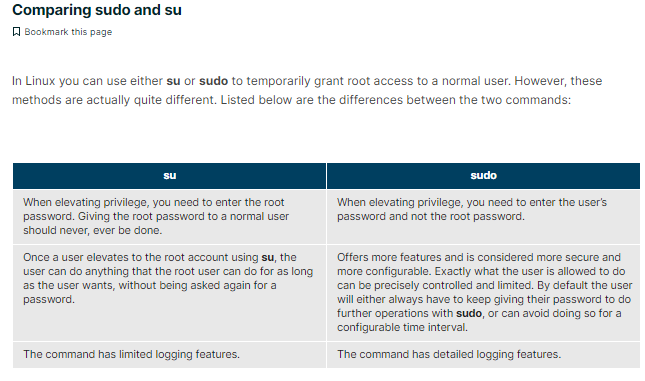 Comparing sudo and su
Bookmark this page
In Linux you can use either su or sudo to temporarily grant root access to a normal user. However, these
methods are actually quite different. Listed below are the differences between the two commands:
su
sudo
When elevating privilege, you need to enter the root
password. Giving the root password to a normal user
should never, ever be done.
When elevating privilege, you need to enter the user's
password and not the root password.
Once a user elevates to the root account using su, the
user can do anything that the root user can do for as long
as the user wants, without being asked again for a
password.
Offers more features and is considered more secure and
more configurable. Exactly what the user is allowed to do
can be precisely controlled and limited. By default the user
will either always have to keep giving their password to do
further operations with sudo, or can avoid doing so for a
configurable time interval.
The command has limited logging features.
The command has detailed logging features.